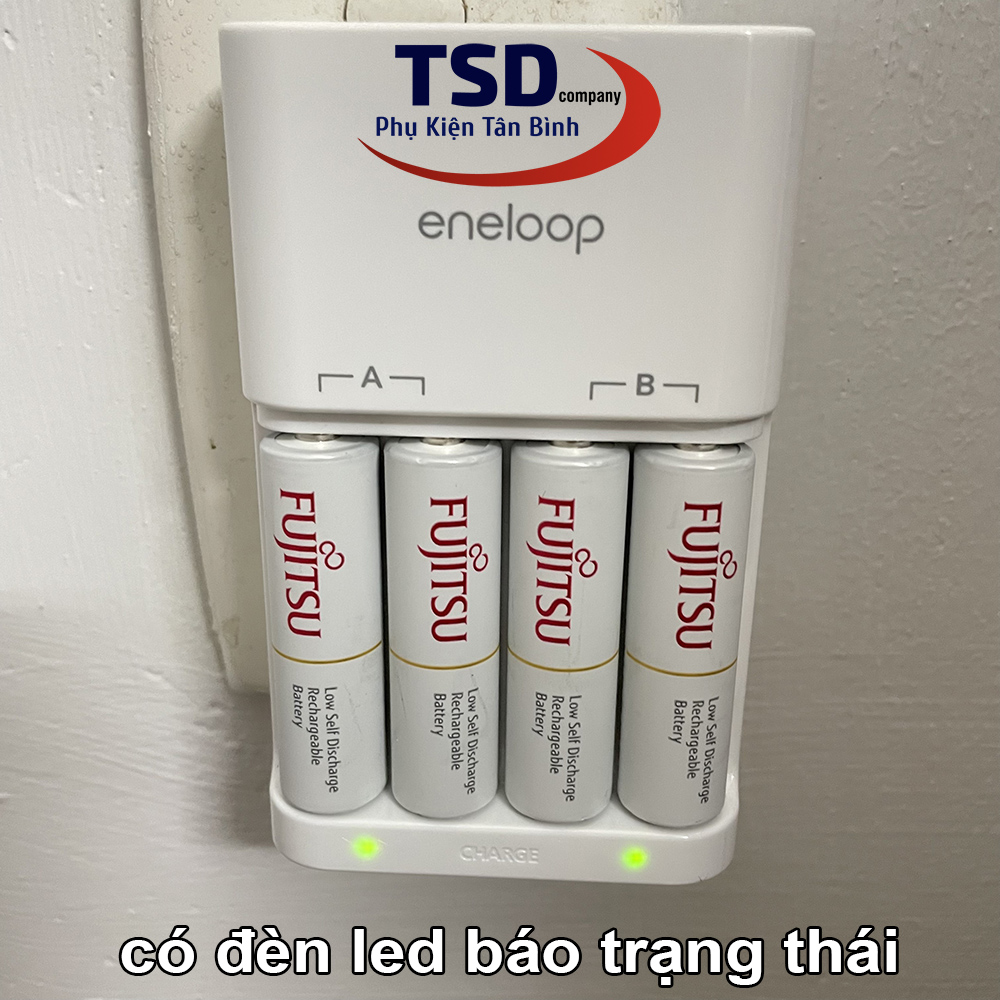 TSD company
Phụ Kiện Tân Bình
eneloop
A B
FUJITSU
Low Self Discharge
Rechargeable
Battery
FUJITSU
Low Self Discharge
Rechargeable
Battery
FUJITSU
Low Self Discharge
Rechargeable
Battery
FUJITSU
Low Self Discharge
Rechargeable
Battery
CHARGE
có đèn led báo trạng thái